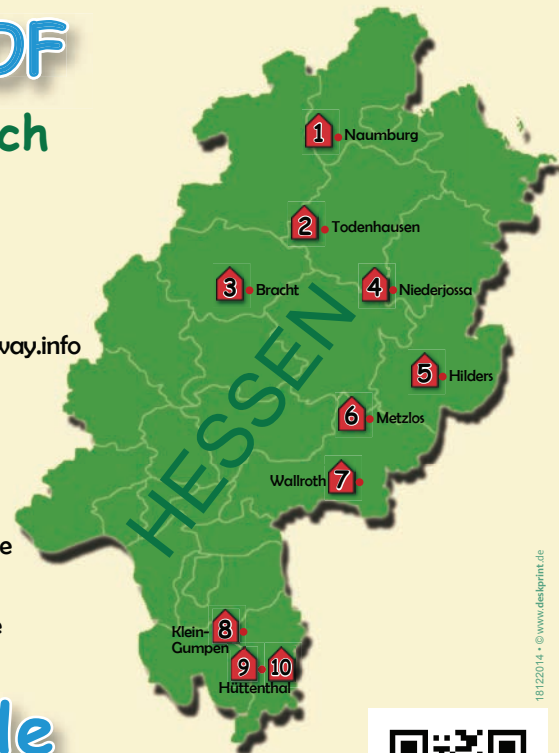 OF
ch
1 Naumburg
2 Todenhausen
3 Bracht
4 Niederjossa
way.info
HESSEN
5 Hilders
6 Metzlos
Wallroth 7
e
e
Klein-
Gumpen 8
9 10
Hüttenthal
18122014 • © www.deskprint.de
le